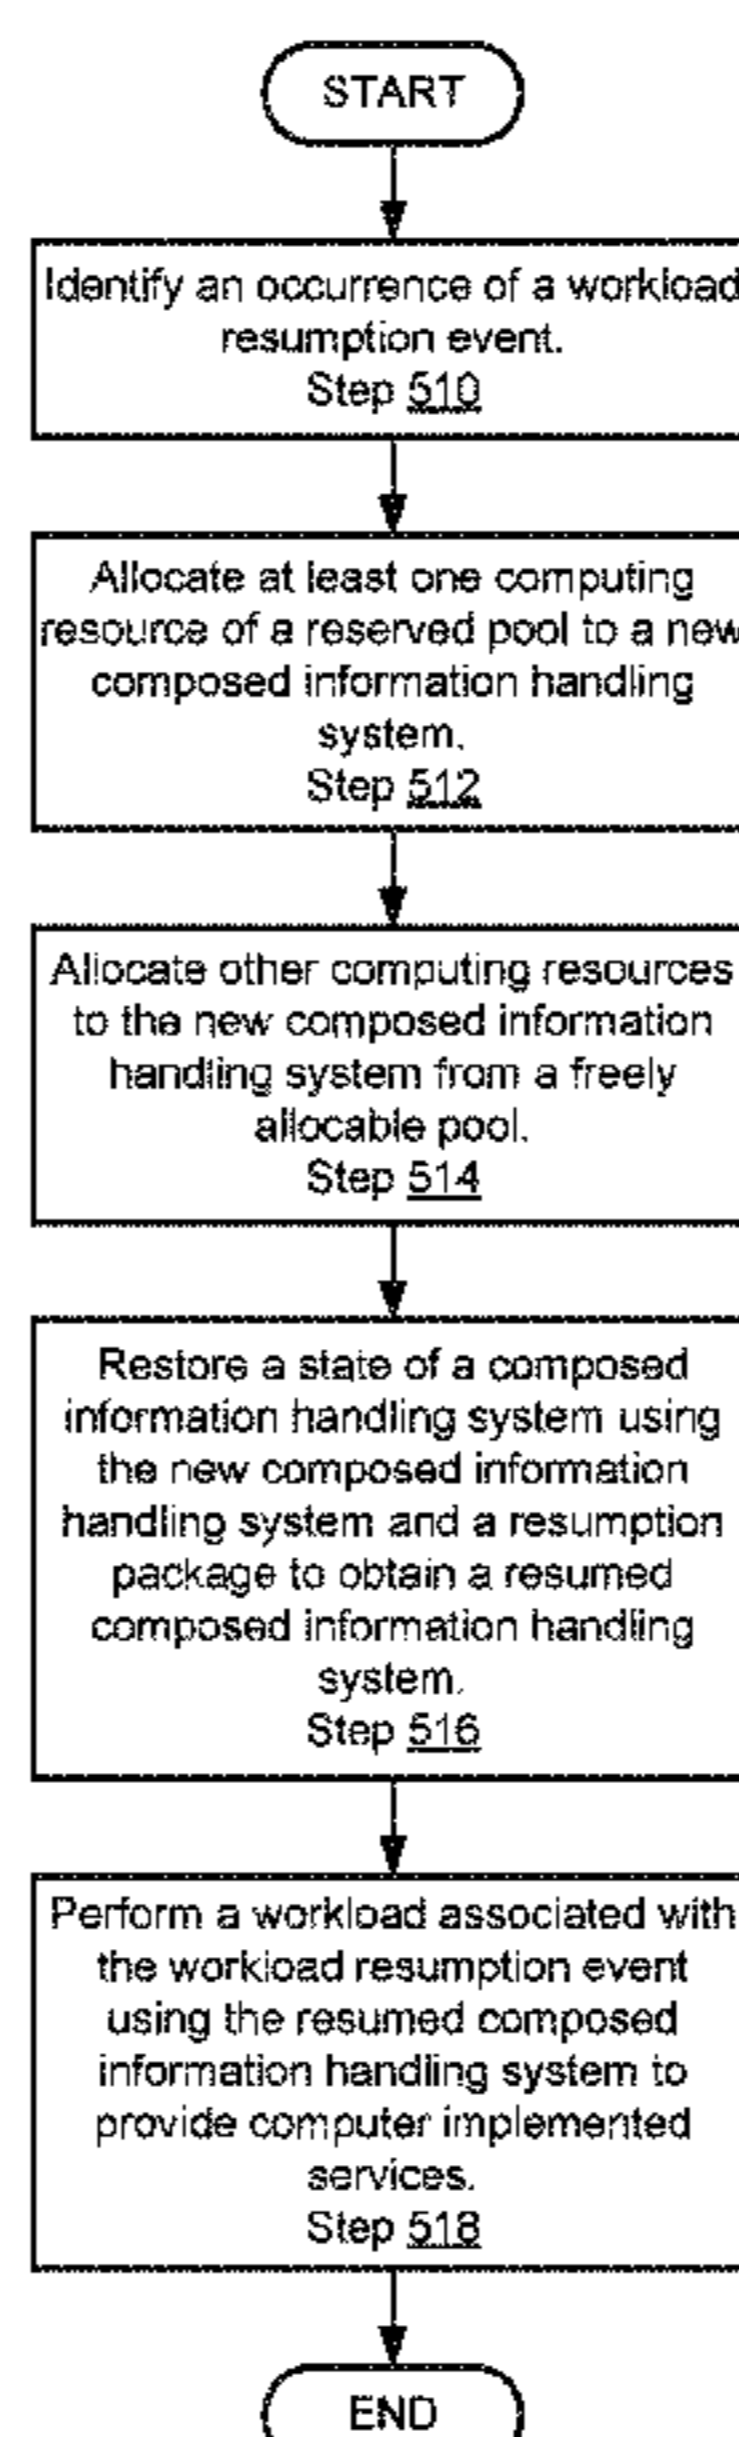 START
Identify an occurrence of a workload
resumption event.
Step 510
Allocate at least one computing
resource of a reserved pool to a new
composed information handling
system.
Step 512
Allocate other computing resources
to the new composed information
handling system from a freely
allocable pool.
Step 514
Restore a state of a composed
information handling system using
the new composed information
handling system and a resumption
package to obtain a resumed
composed information handling
system.
Step 516
Perform a workload associated with
the workload resumption event
using the resumed composed
information handling system to
provide computer implemented
services.
Step 518
END